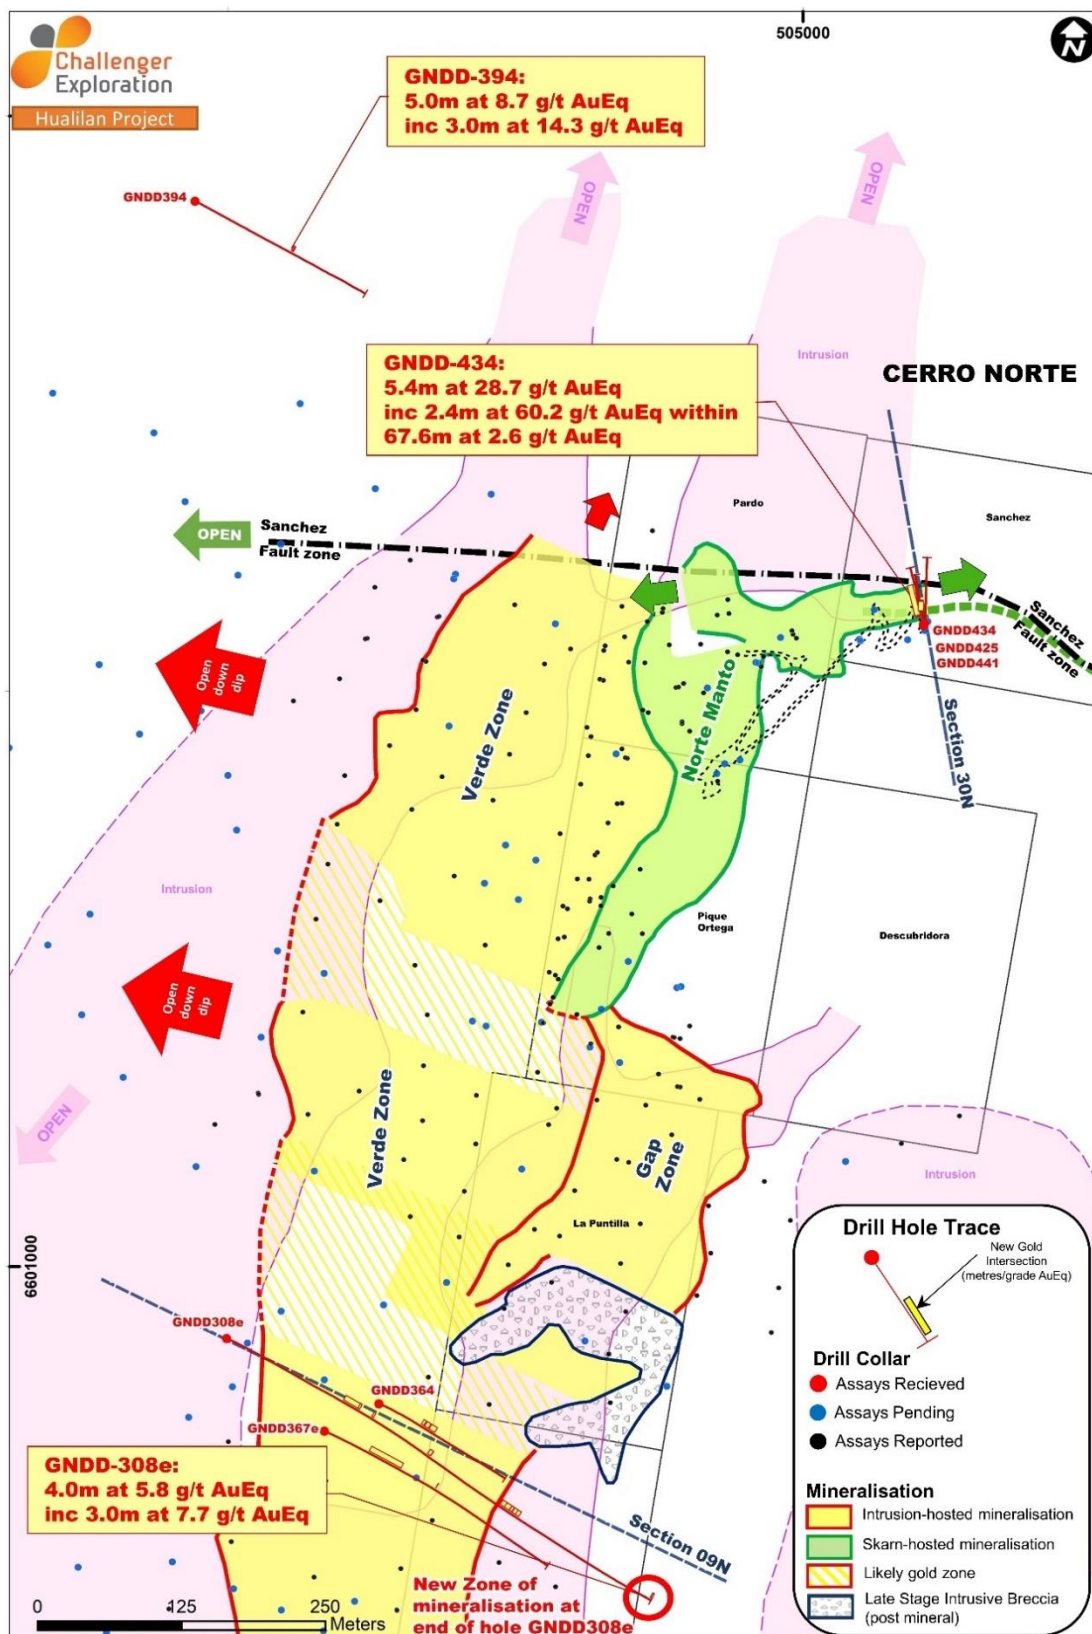 505000
N
Challenger
Exploration
Hualilan Project
GNDD-394:
5.0m at 8.7 g/t AuEq
inc 3.0m at 14.3 g/t AuEq
GNDD394
OPEN
OPEN
GNDD-434:
5.4m at 28.7 g/t AuEq
inc 2.4m at 60.2 g/t AuEq within
67.6m at 2.6 g/t AuEq
Intrusion
CERRO NORTE
Pardo
Sanchez
OPEN
Sanchez
Fault zone
Sanchez
Fault zone
GNDD434
GNDD425
GNDD441
Open
down
dip
Verde Zone
Norte Manto
Section 30N
Intrusion
Pique
Ortega
Descubridora
Open
down
dip
OPEN
Verde Zone
Gap
Zone
La Puntilla
Intrusion
6601000
GNDD308e
GNDD364
GNDD367e
GNDD-308e:
4.0m at 5.8 g/t AuEq
inc 3.0m at 7.7 g/t AuEq
Section 09N
New Zone of
mineralisation at
end of hole GNDD308e
0 125 250
Meters
Drill Hole Trace
New Gold
Intersection
(metres/grade AuEq)
Drill Collar
Assays Recieved
Assays Pending
Assays Reported
Mineralisation
Intrusion-hosted mineralisation
Skarn-hosted mineralisation
Likely gold zone
Late Stage Intrusive Breccia
(post mineral)